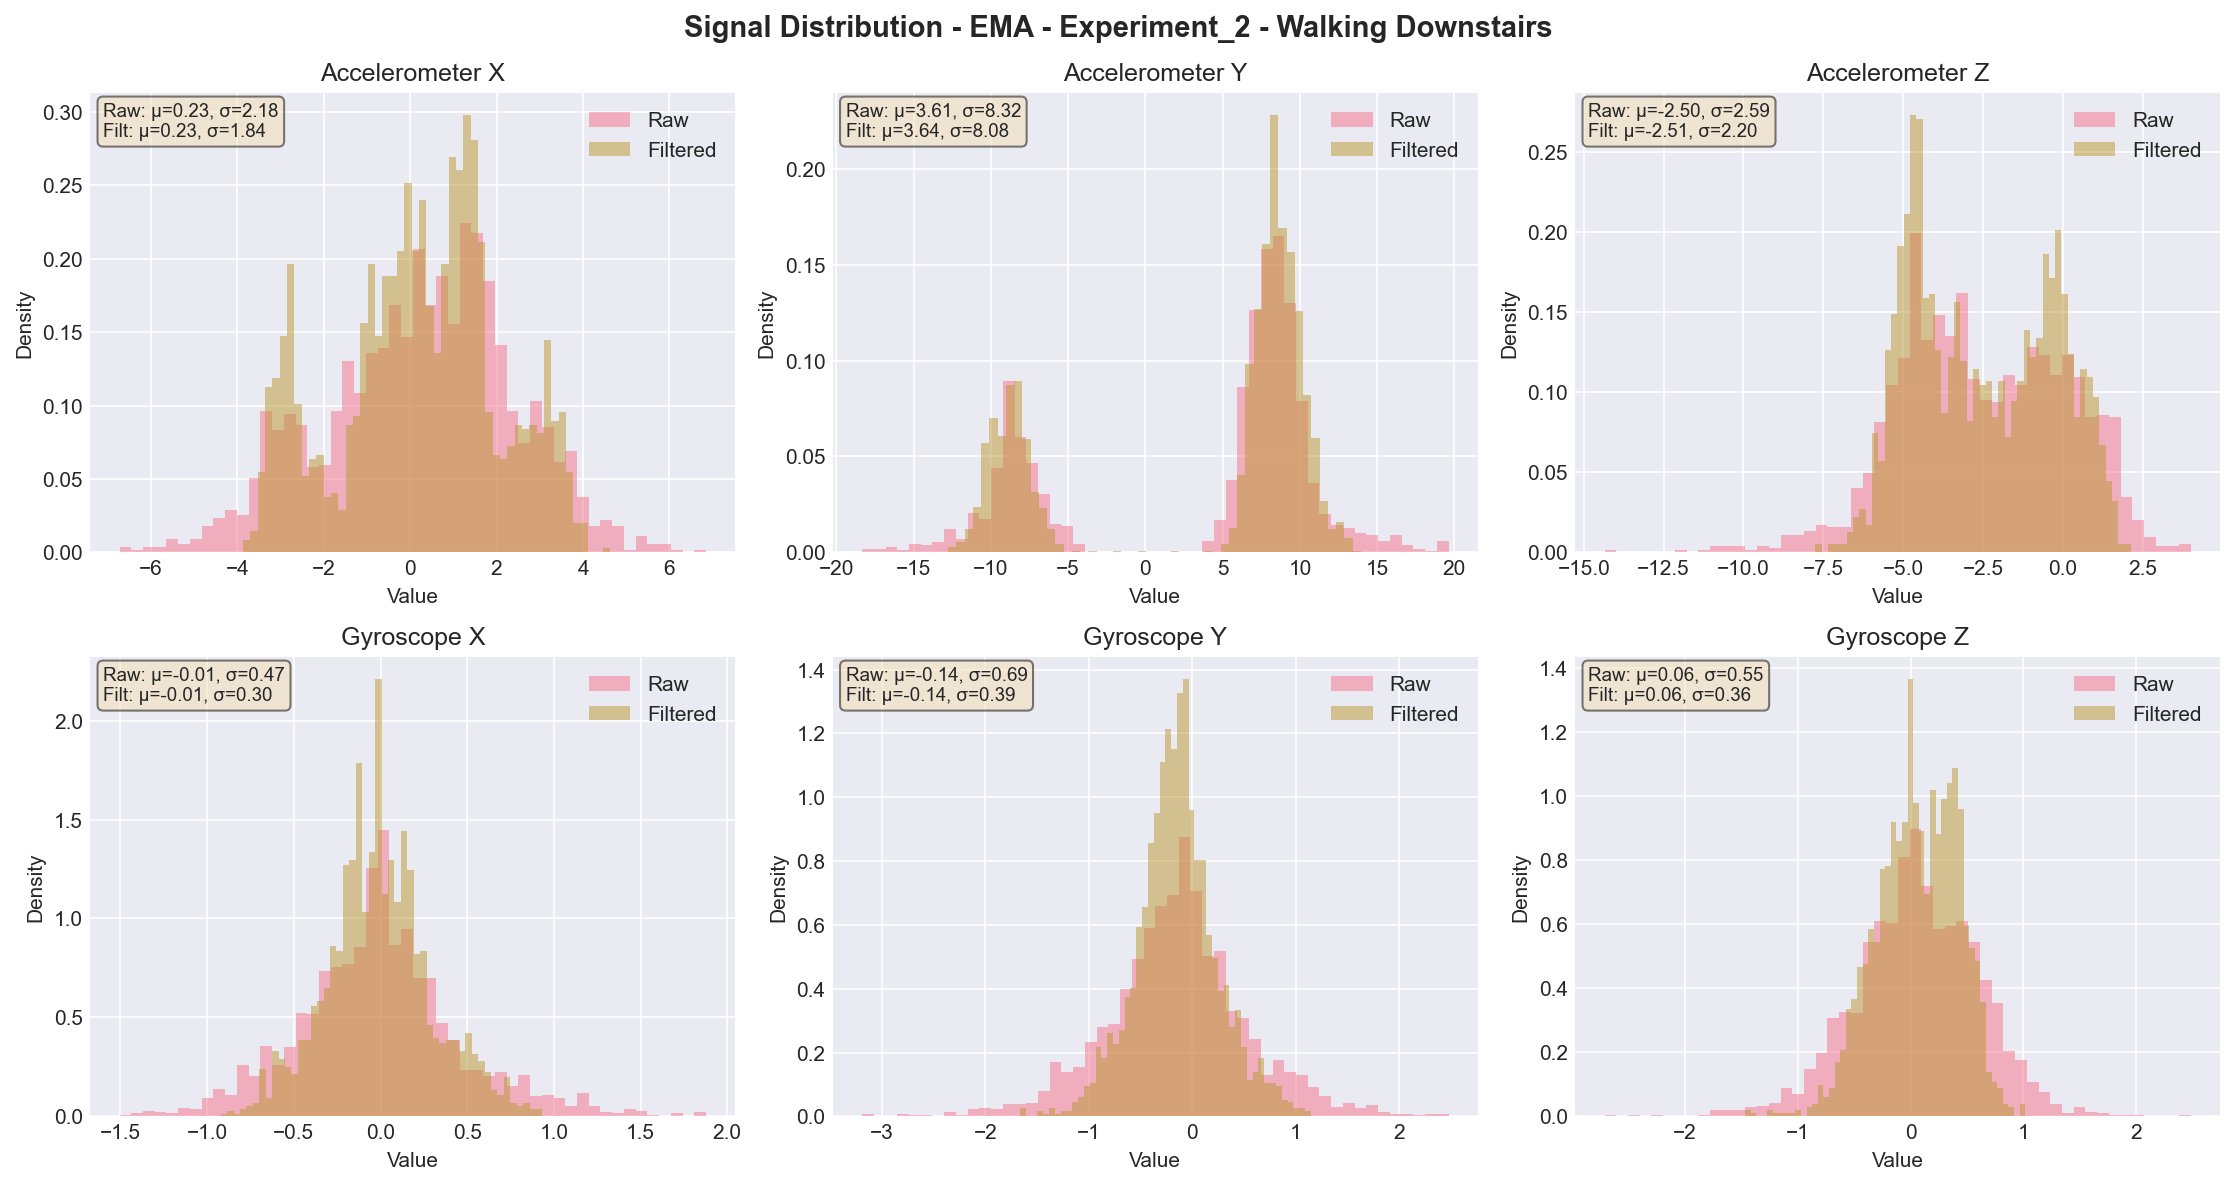 Signal Distribution - EMA - Experiment_2 - Walking Downstairs
Accelerometer X
Raw: μ=0.23, σ=2.18
Filt: μ=0.23, σ=1.84
Raw
Filtered
Density
0.30
0.25
0.20
0.15
0.10
0.05
0.00
−6 −4 −2 0 2 4 6
Value
Accelerometer Y
Raw: μ=3.61, σ=8.32
Filt: μ=3.64, σ=8.08
Raw
Filtered
Density
0.20
0.15
0.10
0.05
0.00
−20 −15 −10 −5 0 5 10 15 20
Value
Accelerometer Z
Raw: μ=-2.50, σ=2.59
Filt: μ=-2.51, σ=2.20
Raw
Filtered
Density
0.25
0.20
0.15
0.10
0.05
0.00
−15.0 −12.5 −10.0 −7.5 −5.0 −2.5 0.0 2.5
Value
Gyroscope X
Raw: μ=-0.01, σ=0.47
Filt: μ=-0.01, σ=0.30
Raw
Filtered
Density
2.0
1.5
1.0
0.5
0.0
−1.5 −1.0 −0.5 0.0 0.5 1.0 1.5 2.0
Value
Gyroscope Y
Raw: μ=-0.14, σ=0.69
Filt: μ=-0.14, σ=0.39
Raw
Filtered
Density
1.4
1.2
1.0
0.8
0.6
0.4
0.2
0.0
−3 −2 −1 0 1 2
Value
Gyroscope Z
Raw: μ=0.06, σ=0.55
Filt: μ=0.06, σ=0.36
Raw
Filtered
Density
1.4
1.2
1.0
0.8
0.6
0.4
0.2
0.0
−2 −1 0 1 2
Value